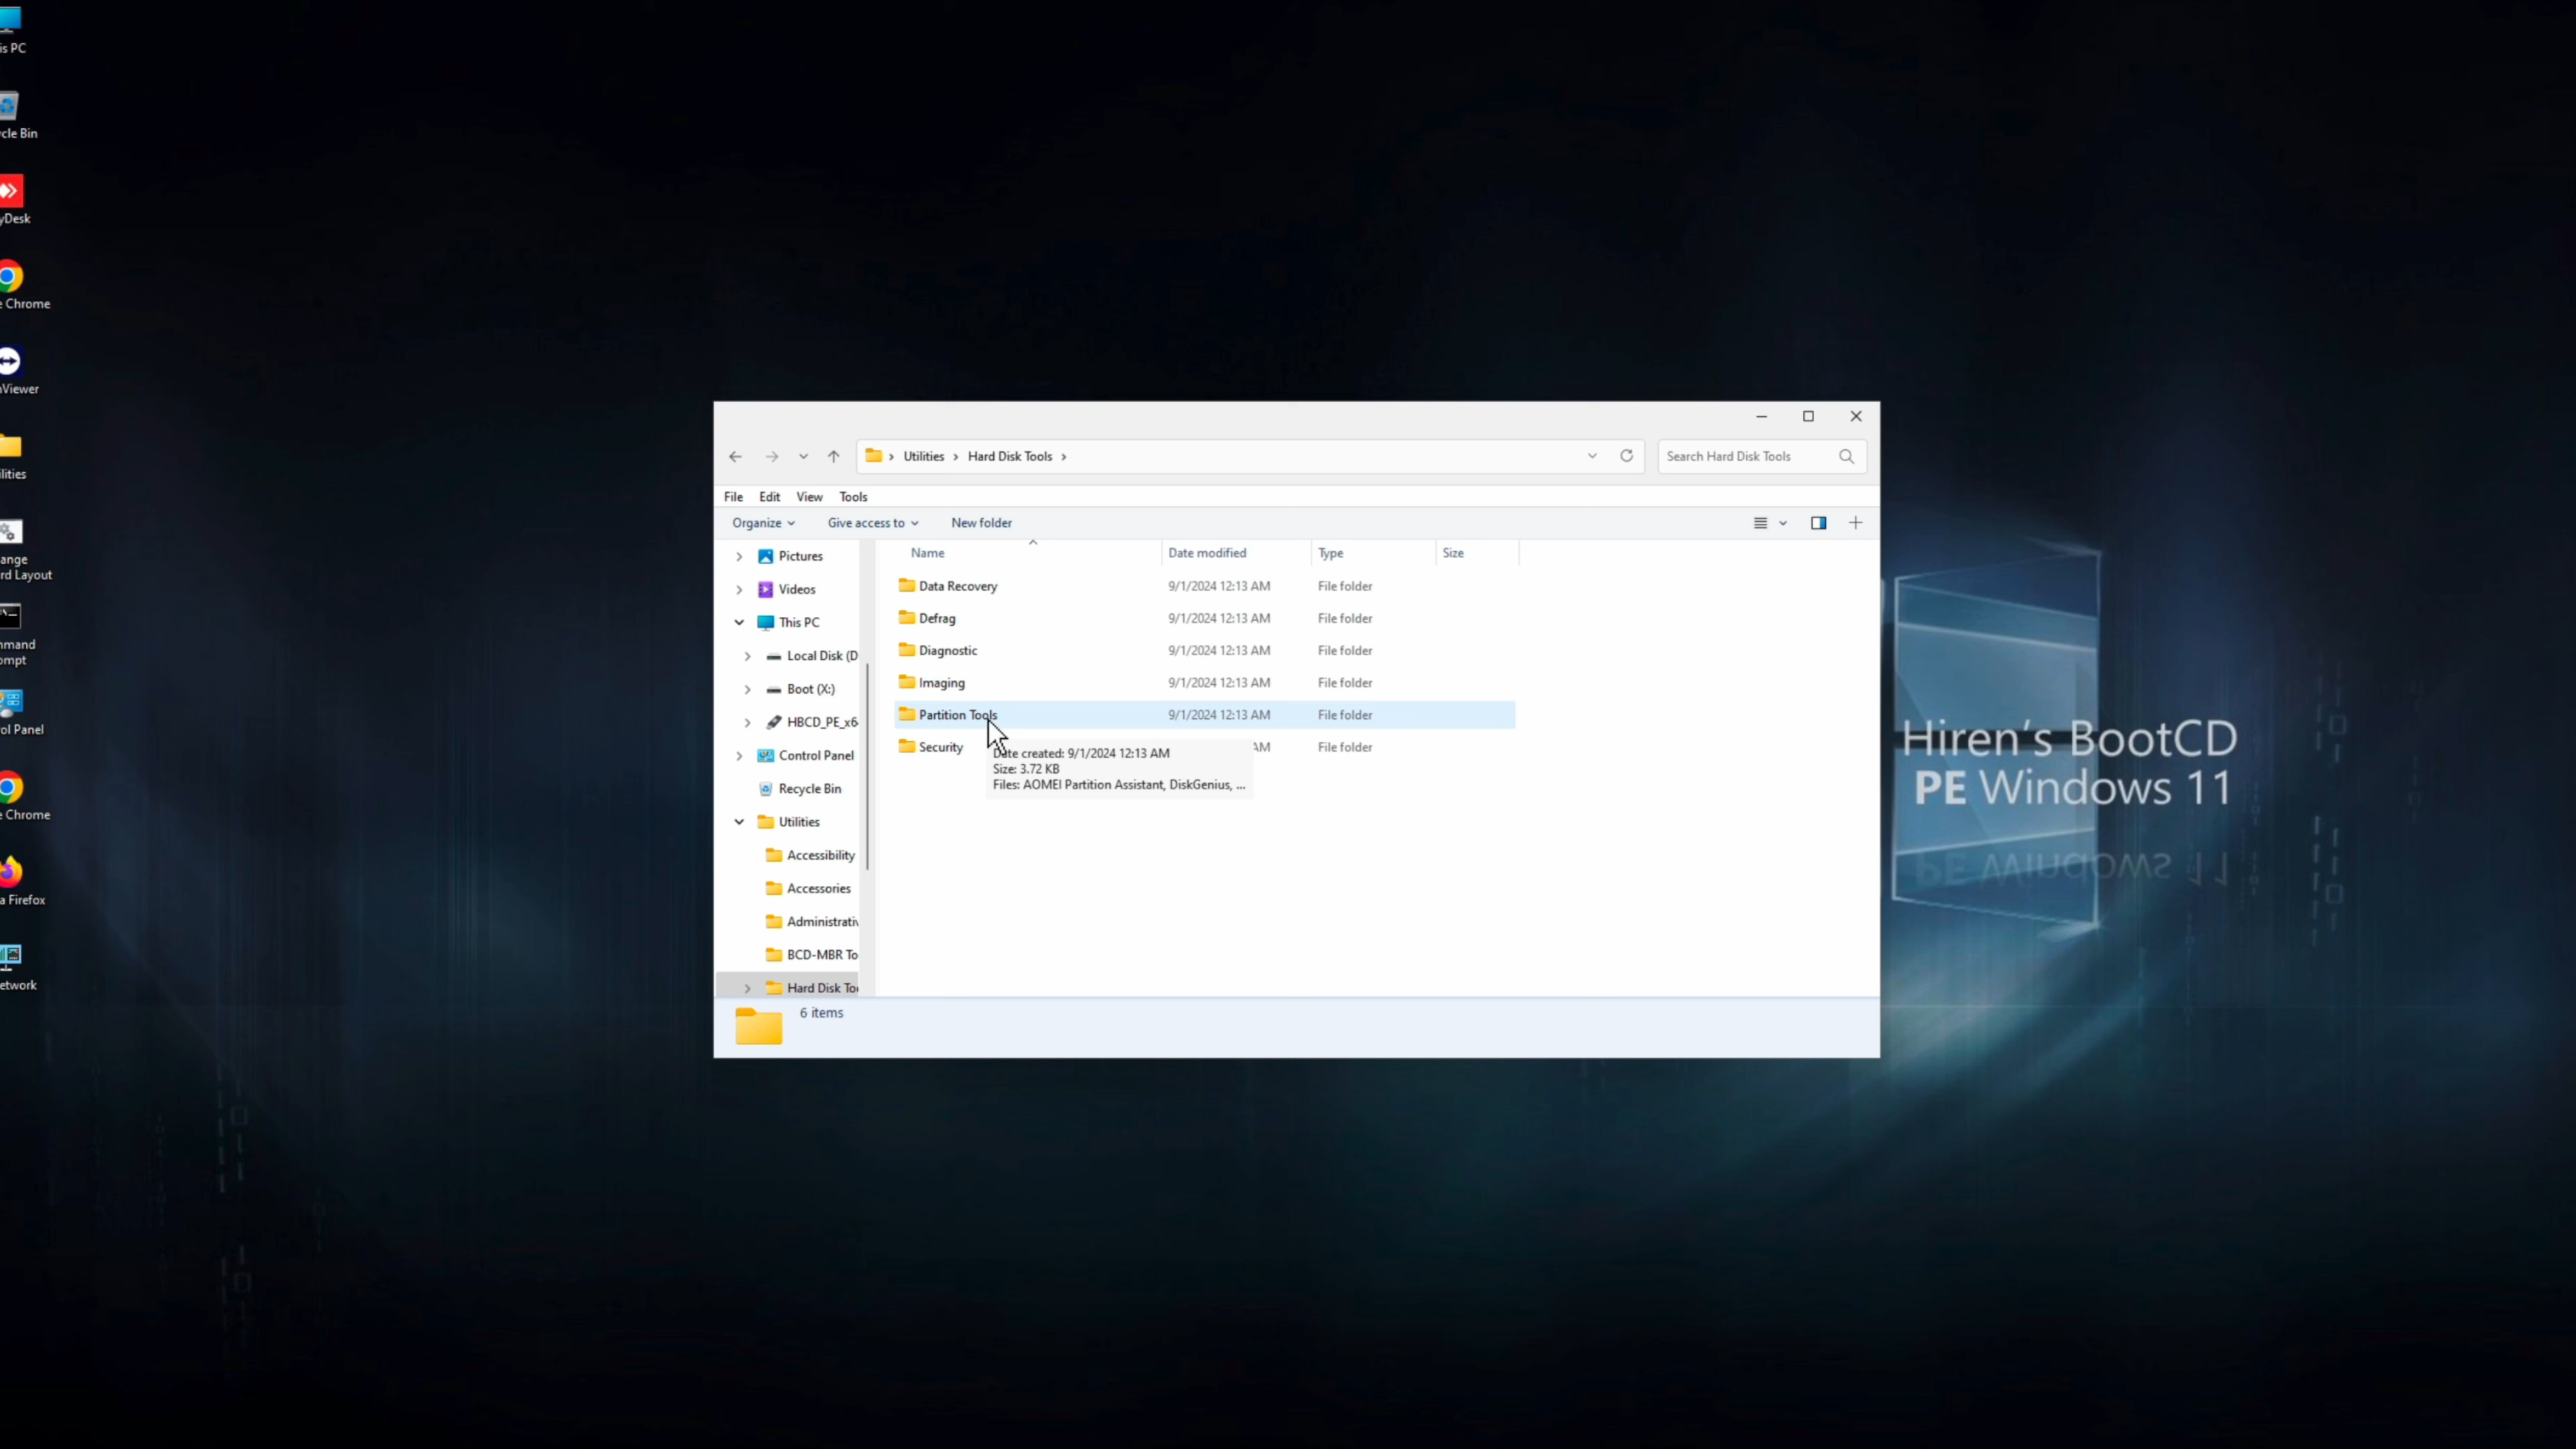 is PC
cle Bin
yDesk
e Chrome
nViewer
ilities
ange
rd Layout
mmand
ompt
ol Panel
e Chrome
a Firefox
etwork
Utilities > Hard Disk Tools >
Search Hard Disk Tools
File Edit View Tools
Organize Give access to New folder
Pictures
Videos
This PC
Local Disk (D
Boot (X:)
HBCD_PE_x6
Control Panel
Recycle Bin
Utilities
Accessibility
Accessories
Administrativ
BCD-MBR To
Hard Disk Too
Name Date modified Type Size
Data Recovery 9/1/2024 12:13 AM File folder
Defrag 9/1/2024 12:13 AM File folder
Diagnostic 9/1/2024 12:13 AM File folder
Imaging 9/1/2024 12:13 AM File folder
Partition Tools 9/1/2024 12:13 AM File folder
Security AM File folder
Date created: 9/1/2024 12:13 AM
Size: 3.72 KB
Files: AOMEI Partition Assistant, DiskGenius, ...
6 items
Hiren's BootCD
PE Windows 11